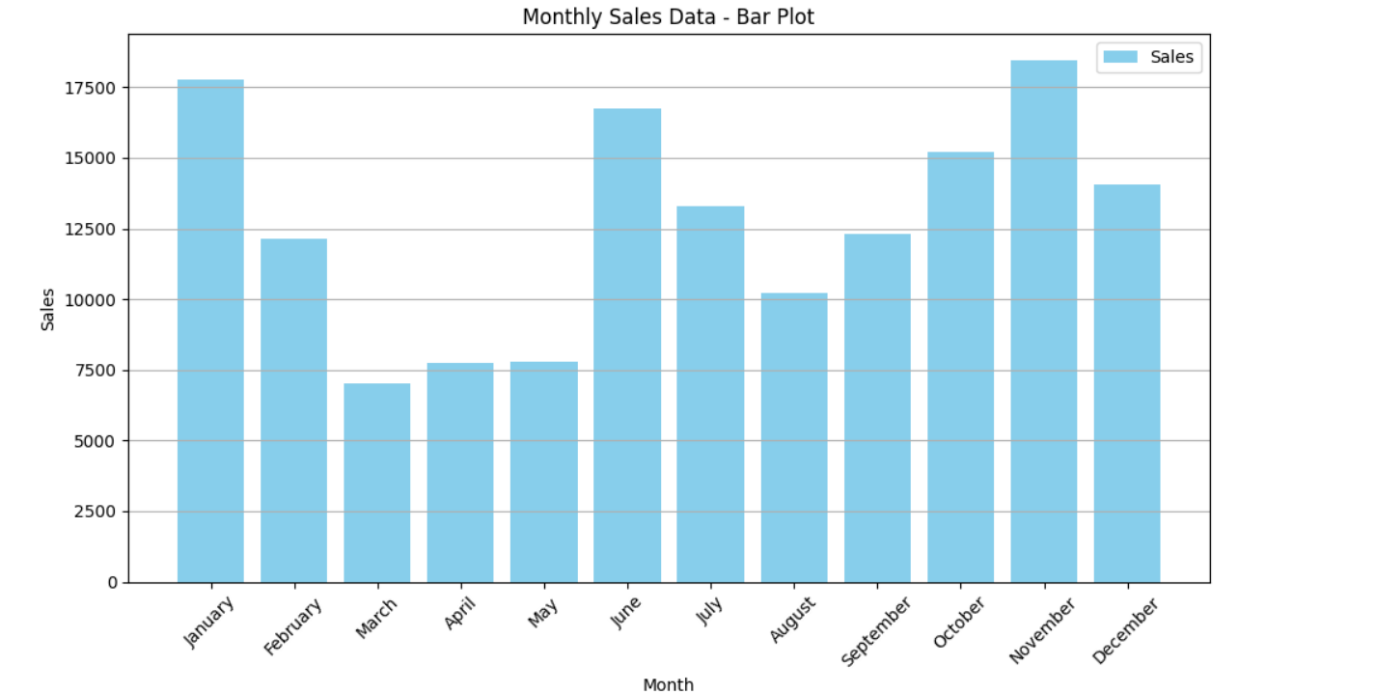 Monthly Sales Data - Bar Plot
Sales
17500
15000
12500
10000
7500
5000
2500
0
Sales
January
February
March
April
May
June
July
August
September
October
November
December
Month